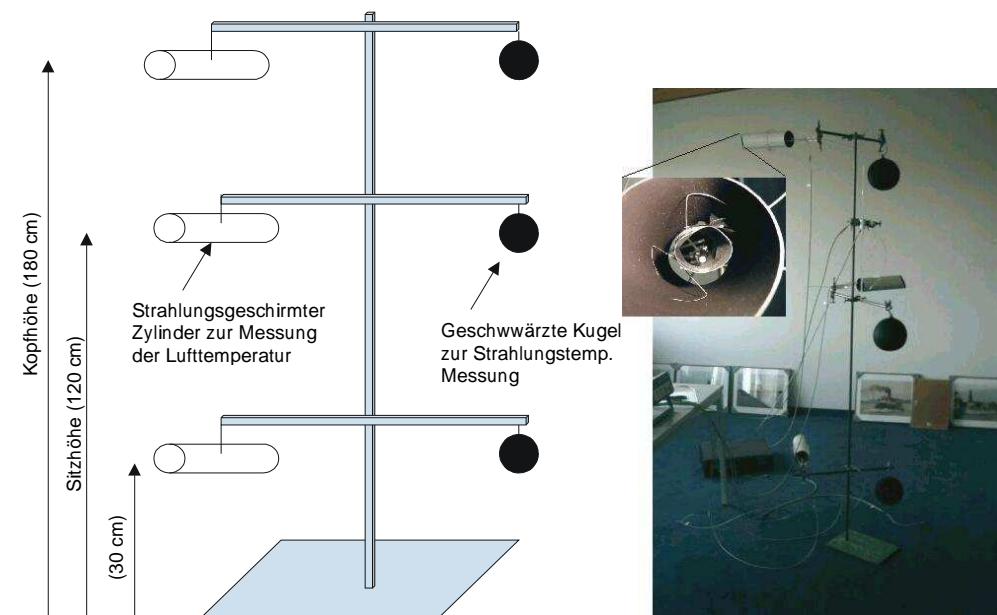 Kopfhöhe (180 cm)
Sitzhöhe (120 cm)
(30 cm)
Strahlungsgeschirmter
Zylinder zur Messung
der Lufttemperatur
Geschwwärzte Kugel
zur Strahlungstemp.
Messung